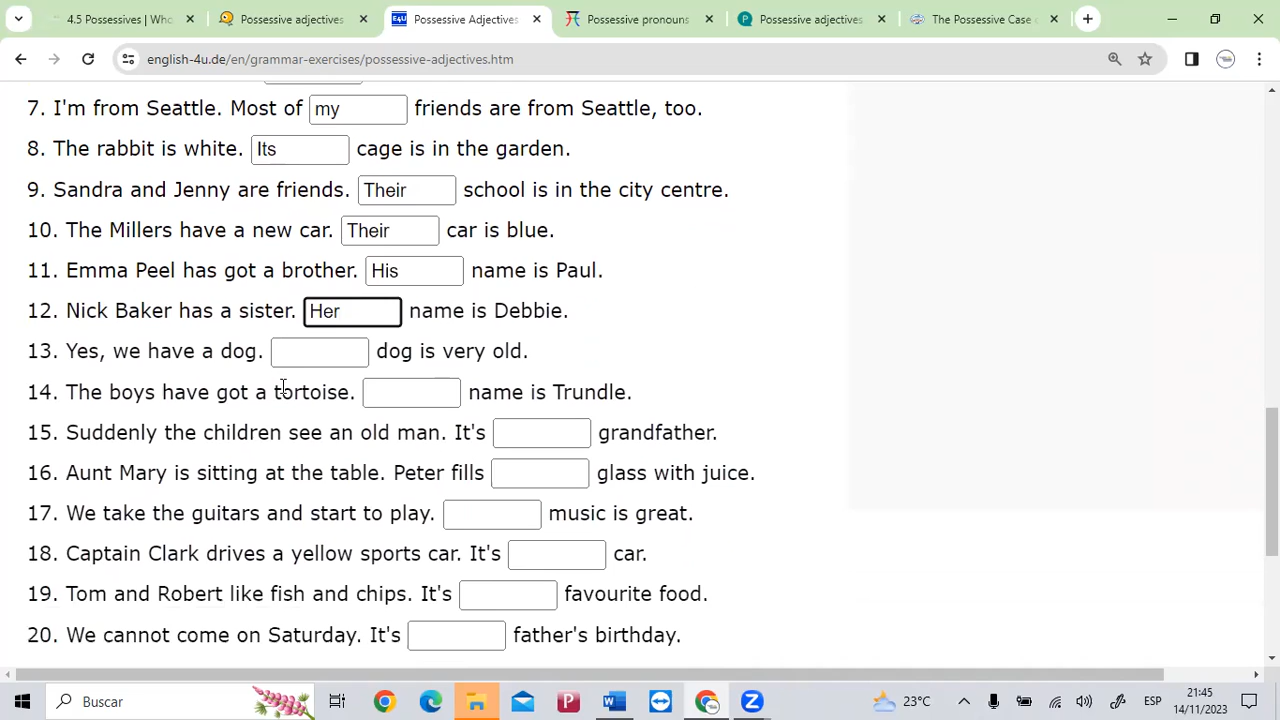 4.5 Possessives | Who
Possessive adjectives
E4U Possessive Adjectives
Possessive pronouns
P Possessive adjectives
The Possessive Case o
english-4u.de/en/grammar-exercises/possessive-adjectives.htm
7. I'm from Seattle. Most of my friends are from Seattle, too.
8. The rabbit is white. Its cage is in the garden.
9. Sandra and Jenny are friends. Their school is in the city centre.
10. The Millers have a new car. Their car is blue.
11. Emma Peel has got a brother. His name is Paul.
12. Nick Baker has a sister. Her name is Debbie.
13. Yes, we have a dog. dog is very old.
14. The boys have got a tortoise. name is Trundle.
15. Suddenly the children see an old man. It's grandfather.
16. Aunt Mary is sitting at the table. Peter fills glass with juice.
17. We take the guitars and start to play. music is great.
18. Captain Clark drives a yellow sports car. It's car.
19. Tom and Robert like fish and chips. It's favourite food.
20. We cannot come on Saturday. It's father's birthday.
Buscar
P
W
Z
23°C
ESP
21:45
14/11/2023